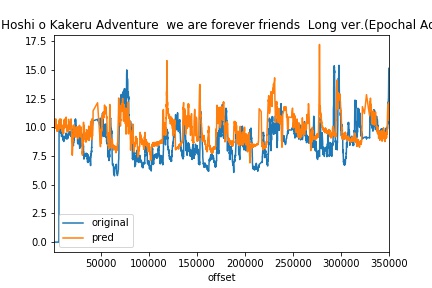 Hoshi o Kakeru Adventure  we are forever friends  Long ver.(Epochal Ad
17.5
15.0
12.5
10.0
7.5
5.0
2.5
0.0
original
pred
50000 100000 150000 200000 250000 300000 350000
offset